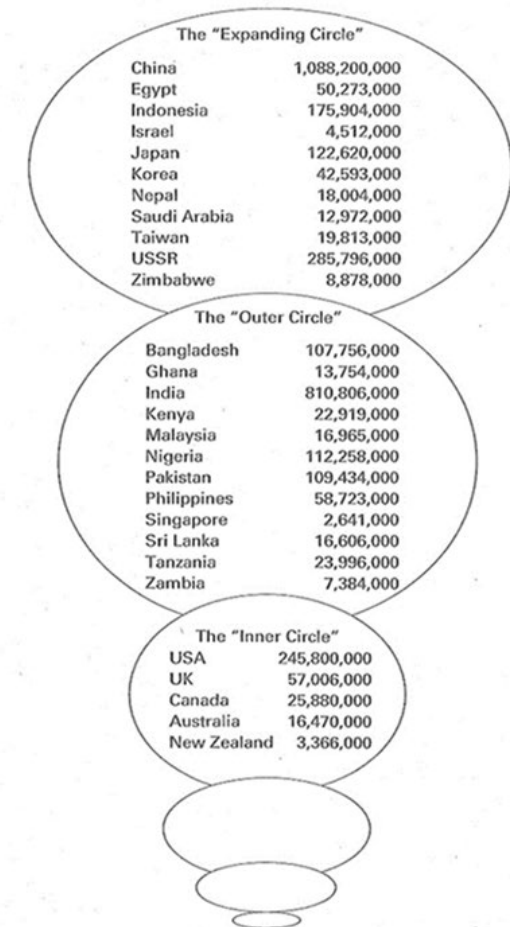 The "Expanding Circle"
China 1,088,200,000
Egypt 50,273,000
Indonesia 175,904,000
Israel 4,512,000
Japan 122,620,000
Korea 42,593,000
Nepal 18,004,000
Saudi Arabia 12,972,000
Taiwan 19,813,000
USSR 285,796,000
Zimbabwe 8,878,000
The "Outer Circle"
Bangladesh 107,756,000
Ghana 13,754,000
India 810,806,000
Kenya 22,919,000
Malaysia 16,965,000
Nigeria 112,258,000
Pakistan 109,434,000
Philippines 58,723,000
Singapore 2,641,000
Sri Lanka 16,606,000
Tanzania 23,996,000
Zambia 7,384,000
The "Inner Circle"
USA 245,800,000
UK 57,006,000
Canada 25,880,000
Australia 16,470,000
New Zealand 3,366,000